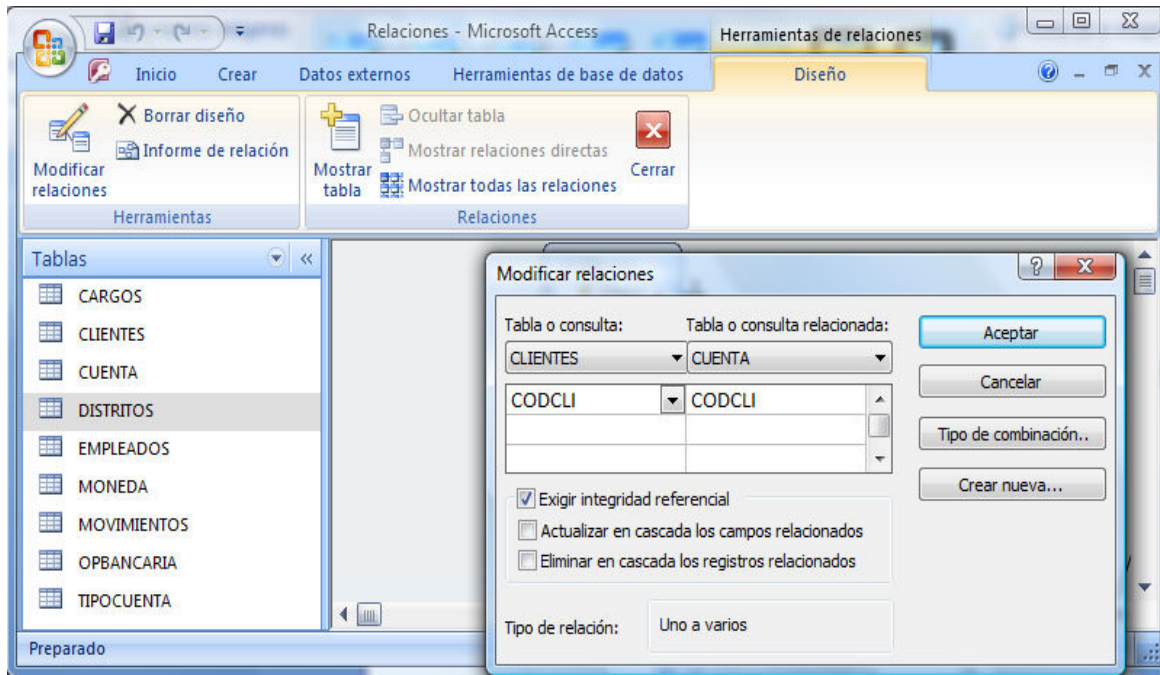 Relaciones - Microsoft Access
Herramientas de relaciones
Inicio Crear Datos externos Herramientas de base de datos Diseño
Modificar relaciones
Borrar diseño
Informe de relación
Herramientas
Mostrar tabla
Ocultar tabla
Mostrar relaciones directas
Mostrar todas las relaciones
Cerrar
Relaciones
Tablas
CARGOS
CLIENTES
CUENTA
DISTRITOS
EMPLEADOS
MONEDA
MOVIMIENTOS
OPBANCARIA
TIPOCUENTA
Modificar relaciones
Tabla o consulta: Tabla o consulta relacionada:
CLIENTES CUENTA
CODCLI CODCLI
Exigir integridad referencial
Actualizar en cascada los campos relacionados
Eliminar en cascada los registros relacionados
Tipo de relación: Uno a varios
Aceptar
Cancelar
Tipo de combinación..
Crear nueva...
Preparado